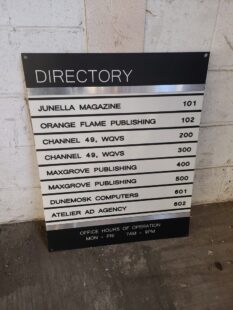 DIRECTORY
JUNELLA MAGAZINE 101
ORANGE FLAME PUBLISHING 102
CHANNEL 49, WQVS 200
CHANNEL 49, WQVS 300
MAXGROVE PUBLISHING 400
MAXGROVE PUBLISHING 500
DUNEMOSK COMPUTERS 601
ATELIER AD AGENCY 602
OFFICE HOURS OF OPERATION
MON - FRI 7AM - 9PM